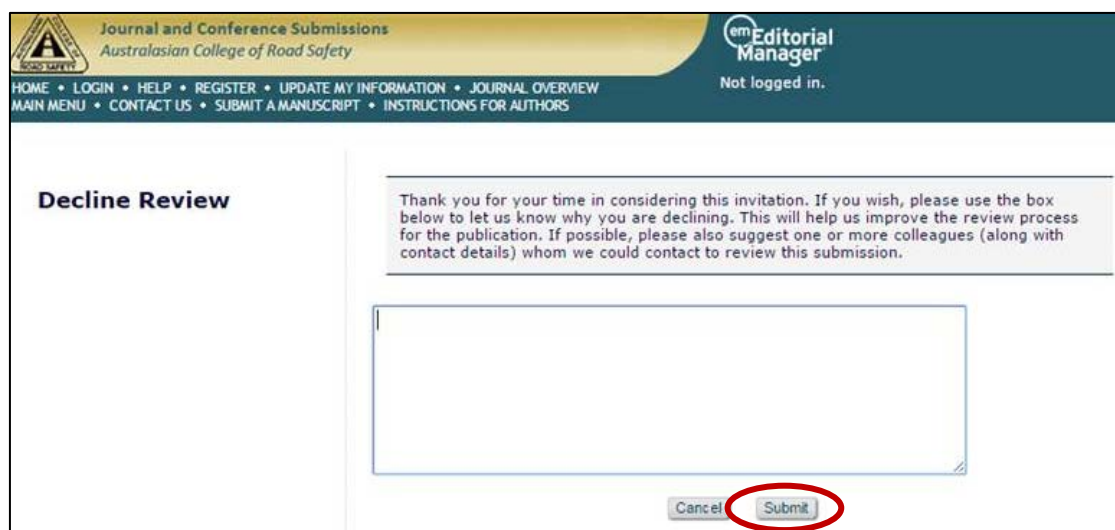 Journal and Conference Submissions
Australasian College of Road Safety
em Editorial
Manager
Not logged in.
ROAD SAFETY
HOME • LOGIN • HELP • REGISTER • UPDATE MY INFORMATION • JOURNAL OVERVIEW
MAIN MENU • CONTACT US • SUBMIT A MANUSCRIPT • INSTRUCTIONS FOR AUTHORS
Decline Review
Thank you for your time in considering this invitation. If you wish, please use the box
below to let us know why you are declining. This will help us improve the review process
for the publication. If possible, please also suggest one or more colleagues (along with
contact details) whom we could contact to review this submission.
Cancel
Submit